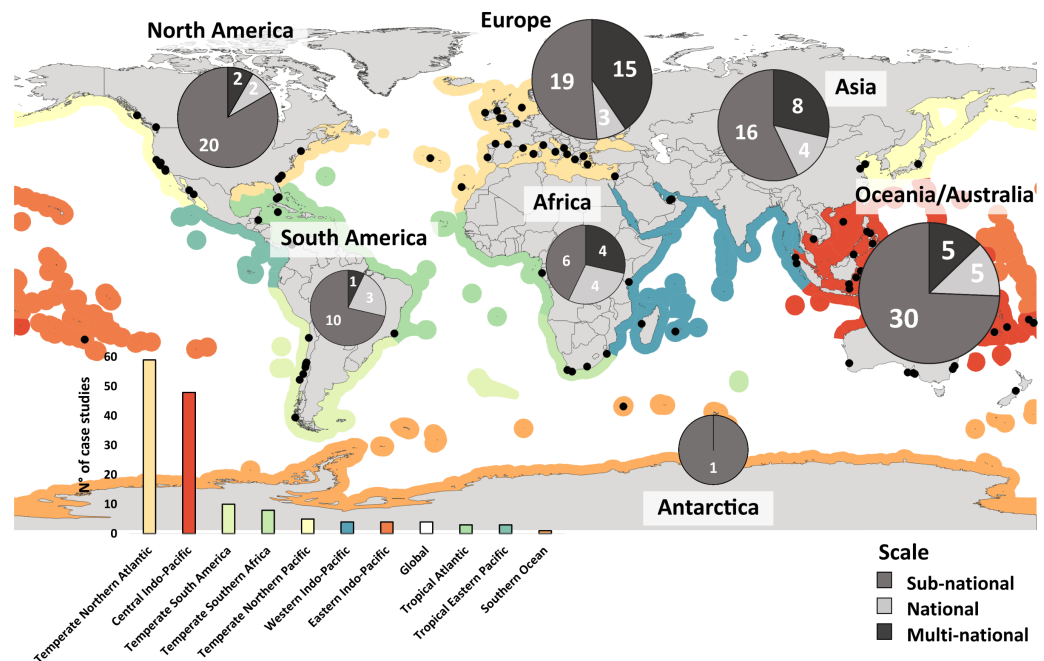 North America
2
2
20
Europe
15
3
19
Asia
8
4
16
Oceania/Australia
5
5
30
Africa
4
4
6
South America
1
3
10
Antarctica
1
N° of case studies
60
50
40
30
20
10
0
Temperate Northern Atlantic
Central Indo-Pacific
Temperate South America
Temperate Southern Africa
Temperate Northern Pacific
Western Indo-Pacific
Eastern Indo-Pacific
Global
Tropical Atlantic
Tropical Eastern Pacific
Southern Ocean
Scale
Sub-national
National
Multi-national